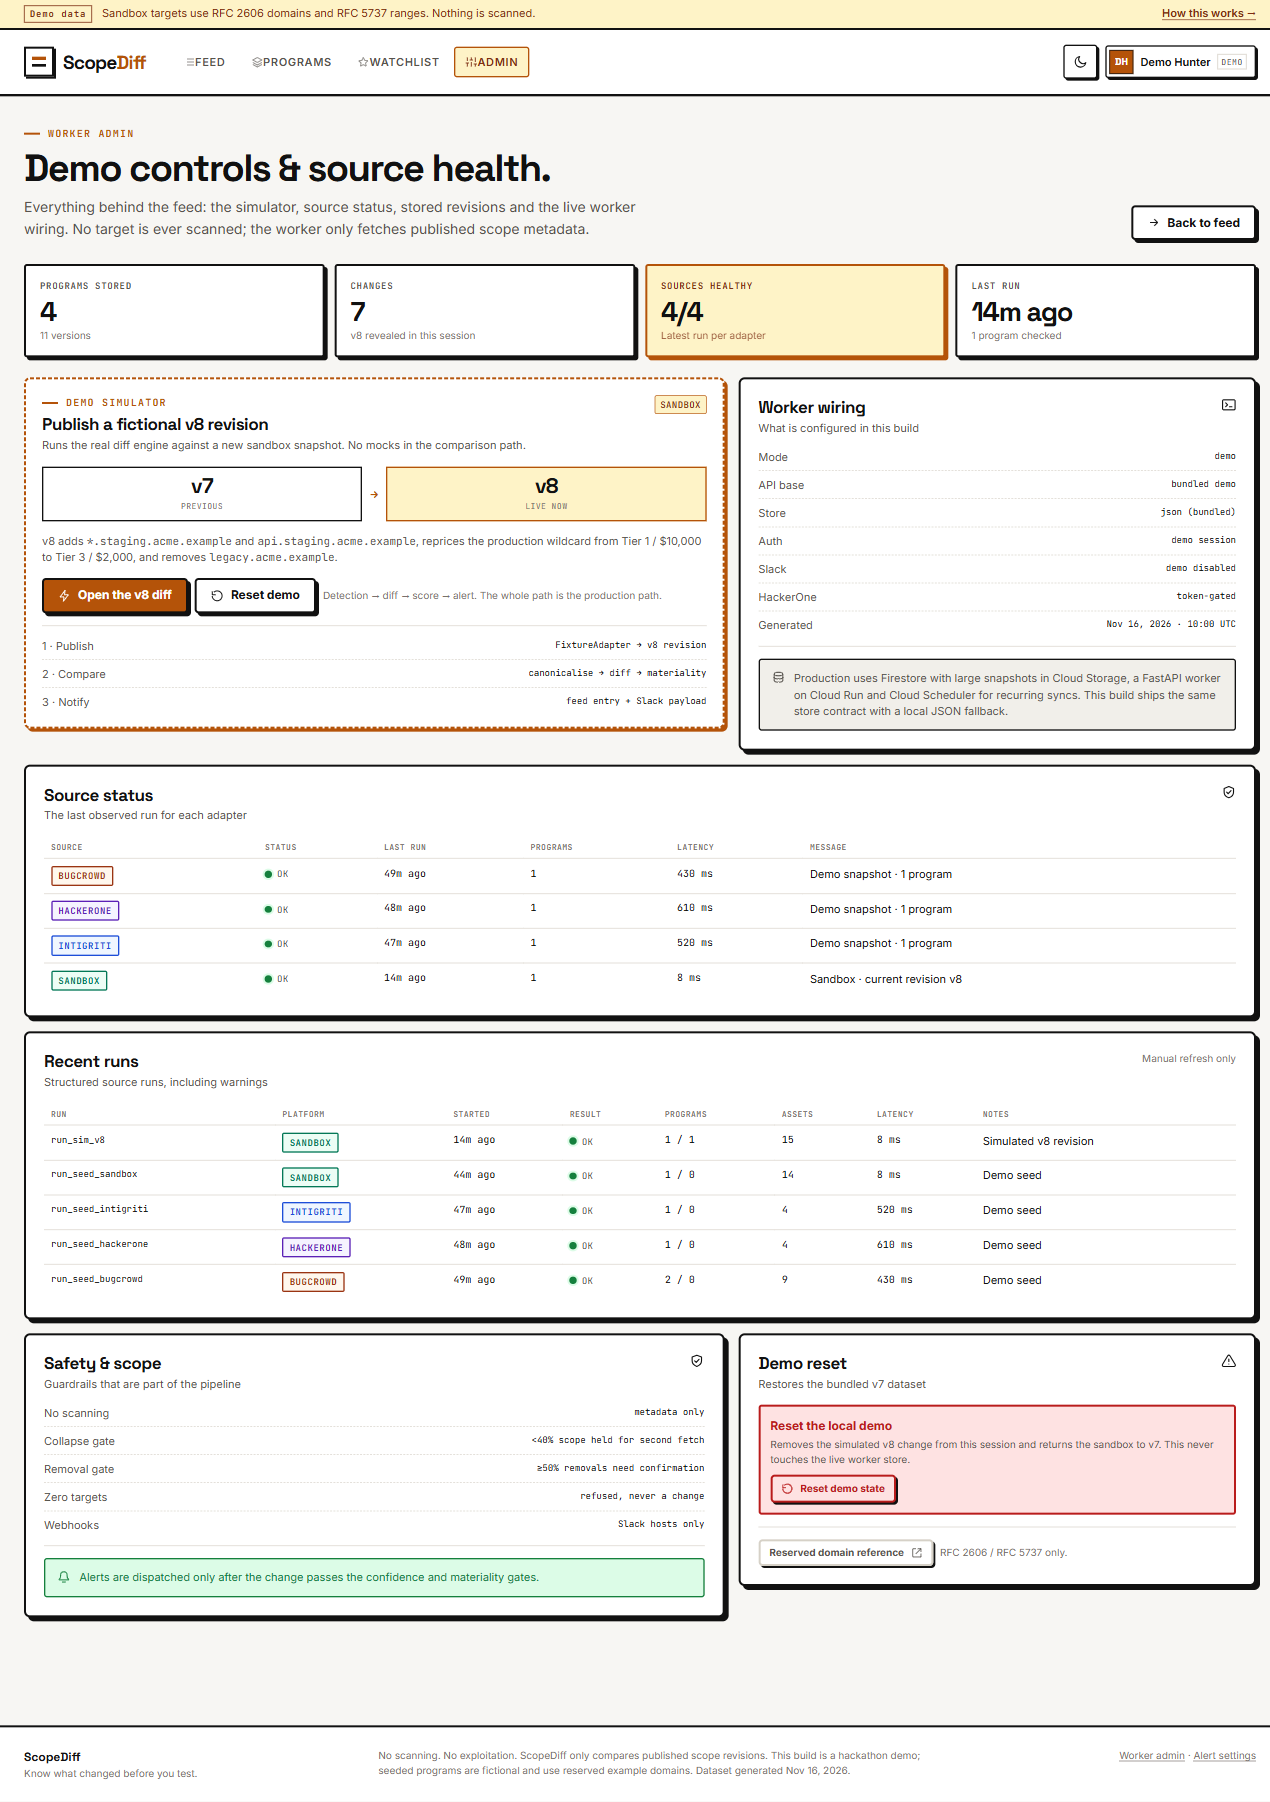 Demo data Sandbox targets use RFC 2606 domains and RFC 5737 ranges. Nothing is scanned. How this works →
ScopeDiff FEED PROGRAMS WATCHLIST ADMIN DH Demo Hunter DEMO
WORKER ADMIN
Demo controls & source health.
Everything behind the feed: the simulator, source status, stored revisions and the live worker
wiring. No target is ever scanned; the worker only fetches published scope metadata.
→ Back to feed
PROGRAMS STORED
4
11 versions
CHANGES
7
v8 revealed in this session
SOURCES HEALTHY
4/4
Latest run per adapter
LAST RUN
14m ago
1 program checked
DEMO SIMULATOR
SANDBOX
Publish a fictional v8 revision
Runs the real diff engine against a new sandbox snapshot. No mocks in the comparison path.
v7
PREVIOUS
→
v8
LIVE NOW
v8 adds *.staging.acme.example and api.staging.acme.example, reprices the production wildcard from Tier 1 / $10,000
to Tier 3 / $2,000, and removes legacy.acme.example.
Open the v8 diff Reset demo Detection → diff → score → alert. The whole path is the production path.
1 · Publish FixtureAdapter → v8 revision
2 · Compare canonicalise → diff → materiality
3 · Notify feed entry + Slack payload
Worker wiring
What is configured in this build
Mode demo
API base bundled demo
Store json (bundled)
Auth demo session
Slack demo disabled
HackerOne token-gated
Generated Nov 16, 2026 · 10:00 UTC
Production uses Firestore with large snapshots in Cloud Storage, a FastAPI worker
on Cloud Run and Cloud Scheduler for recurring syncs. This build ships the same
store contract with a local JSON fallback.
Source status
The last observed run for each adapter
SOURCE STATUS LAST RUN PROGRAMS LATENCY MESSAGE
BUGCROWD OK 49m ago 1 430 ms Demo snapshot · 1 program
HACKERONE OK 48m ago 1 610 ms Demo snapshot · 1 program
INTIGRITI OK 47m ago 1 520 ms Demo snapshot · 1 program
SANDBOX OK 14m ago 1 8 ms Sandbox · current revision v8
Recent runs
Manual refresh only
Structured source runs, including warnings
RUN PLATFORM STARTED RESULT PROGRAMS ASSETS LATENCY NOTES
run_sim_v8 SANDBOX 14m ago OK 1 / 1 15 8 ms Simulated v8 revision
run_seed_sandbox SANDBOX 44m ago OK 1 / 0 14 8 ms Demo seed
run_seed_intigriti INTIGRITI 47m ago OK 1 / 0 4 520 ms Demo seed
run_seed_hackerone HACKERONE 48m ago OK 1 / 0 4 610 ms Demo seed
run_seed_bugcrowd BUGCROWD 49m ago OK 2 / 0 9 430 ms Demo seed
Safety & scope
Guardrails that are part of the pipeline
No scanning metadata only
Collapse gate <40% scope held for second fetch
Removal gate ≥50% removals need confirmation
Zero targets refused, never a change
Webhooks Slack hosts only
Alerts are dispatched only after the change passes the confidence and materiality gates.
Demo reset
Restores the bundled v7 dataset
Reset the local demo
Removes the simulated v8 change from this session and returns the sandbox to v7. This never
touches the live worker store.
Reset demo state
Reserved domain reference RFC 2606 / RFC 5737 only.
ScopeDiff
Know what changed before you test.
No scanning. No exploitation. ScopeDiff only compares published scope revisions. This build is a hackathon demo;
seeded programs are fictional and use reserved example domains. Dataset generated Nov 16, 2026.
Worker admin · Alert settings